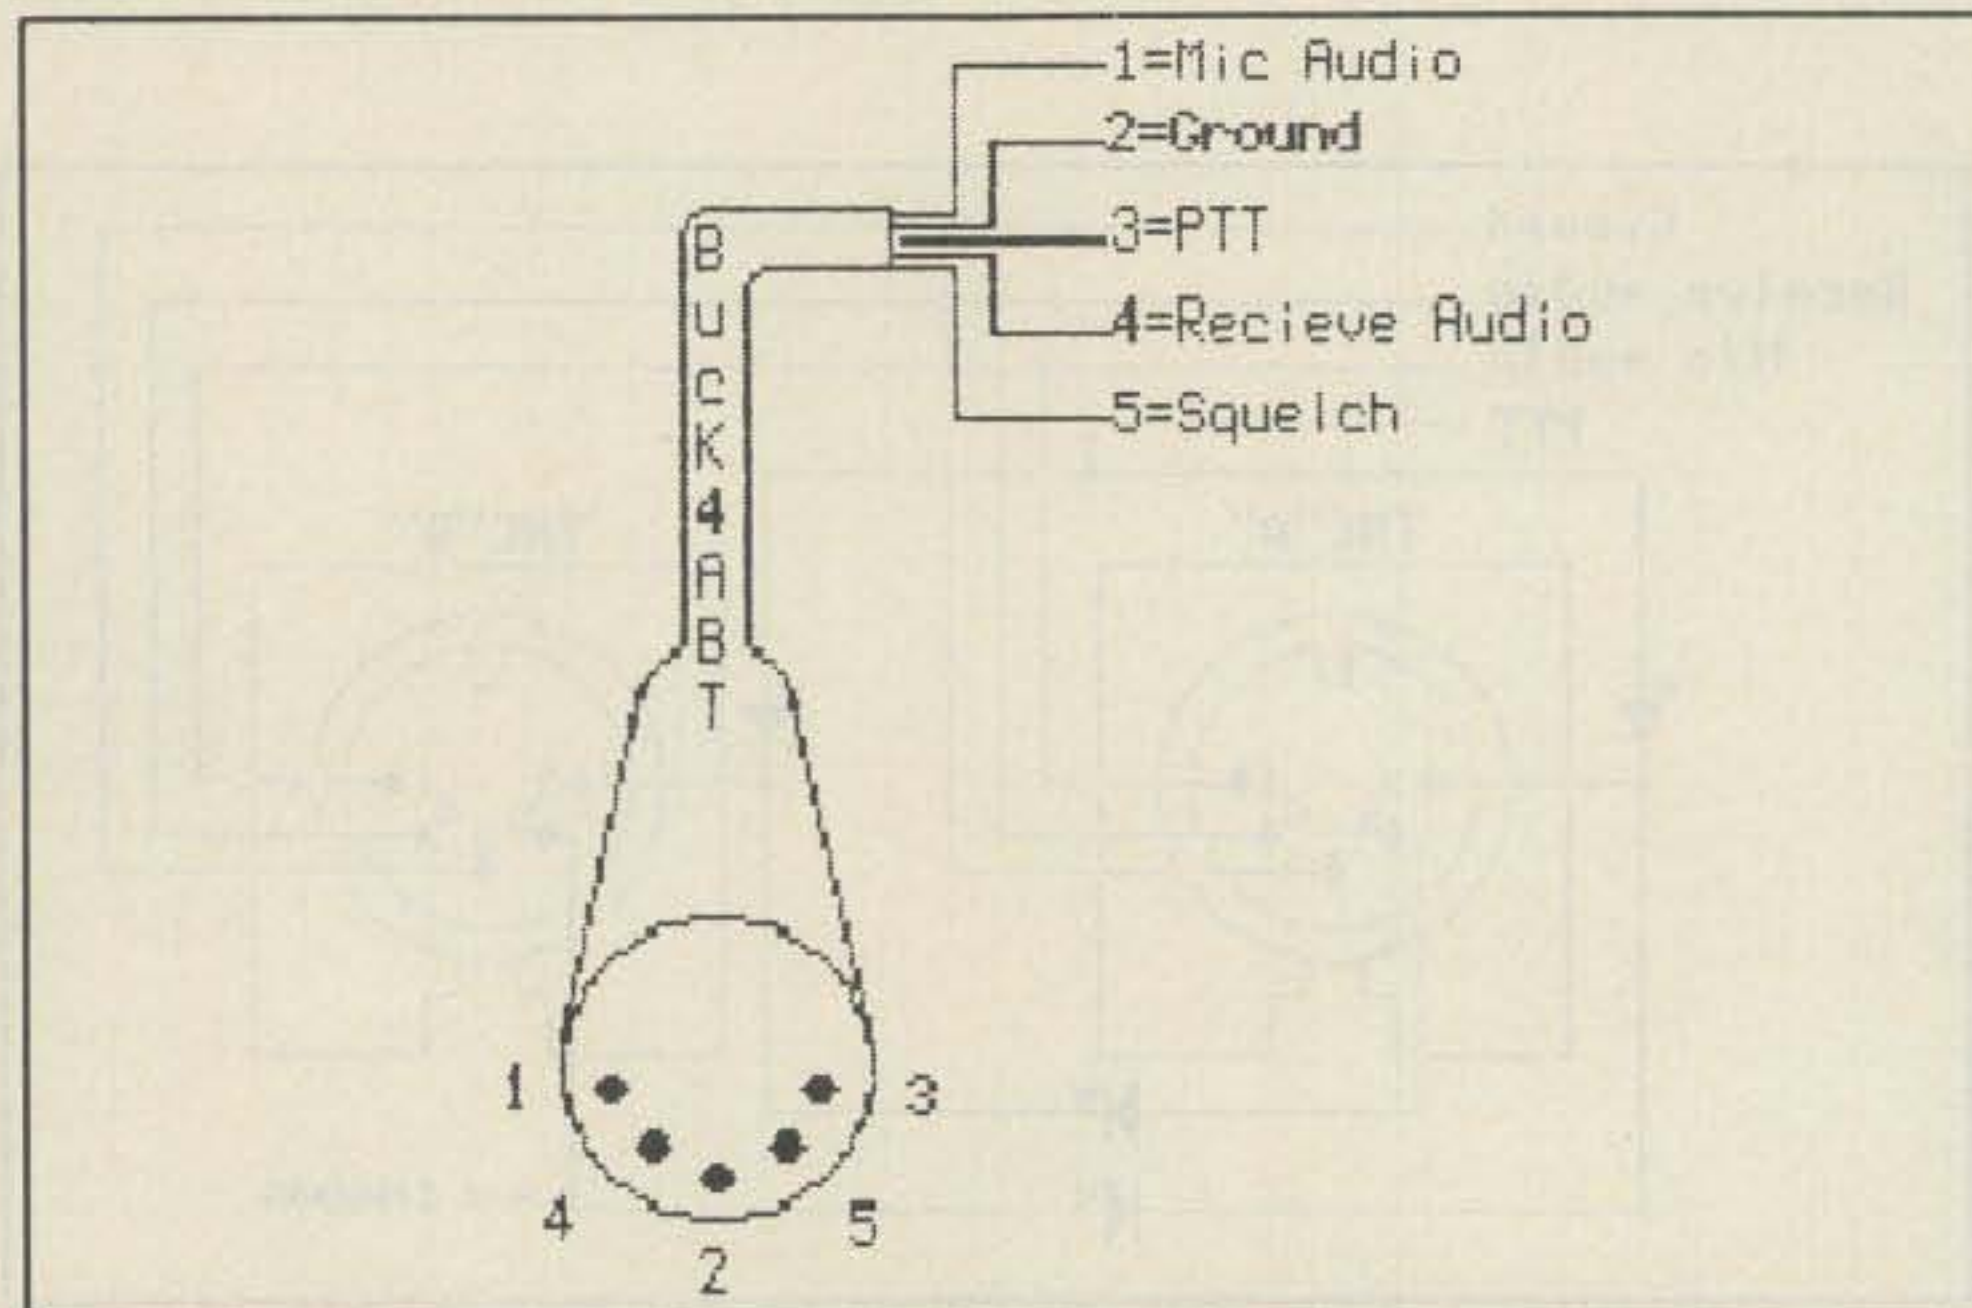 1=Mic Audio
2=Ground
3=PTT
4=Recieve Audio
5=Squelch
BUCK4ABT
1
3
4
5
2